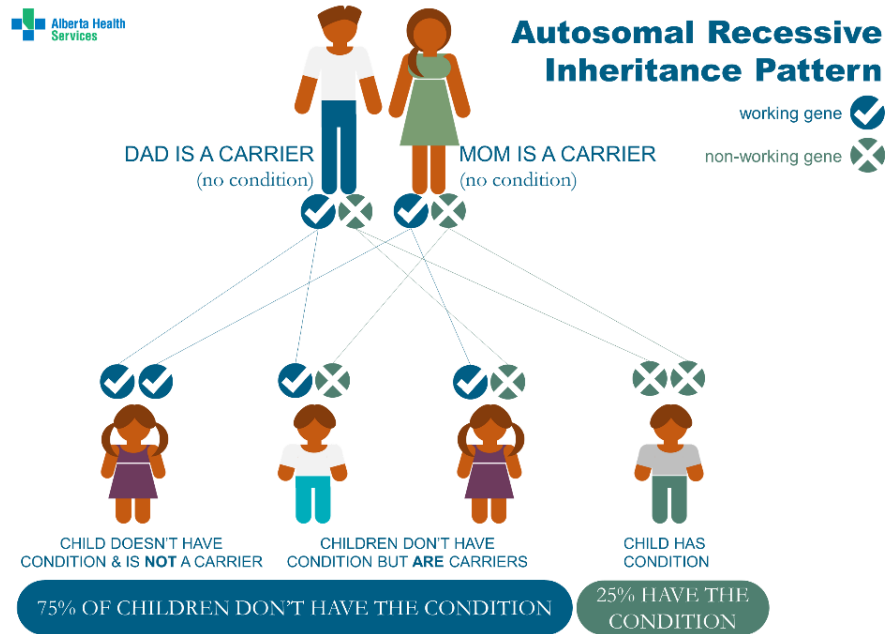 Alberta Health
Services
Autosomal Recessive
Inheritance Pattern
working gene
non-working gene
DAD IS A CARRIER
(no condition)
MOM IS A CARRIER
(no condition)
CHILD DOESN'T HAVE
CONDITION & IS NOT A CARRIER
CHILDREN DON'T HAVE
CONDITION BUT ARE CARRIERS
CHILD HAS
CONDITION
75% OF CHILDREN DON'T HAVE THE CONDITION
25% HAVE THE
CONDITION